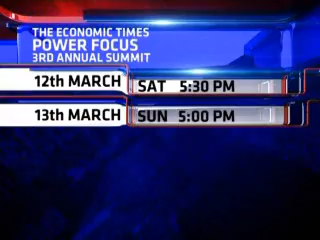 THE ECONOMIC TIMES
POWER FOCUS
3RD ANNUAL SUMMIT
12th MARCH SAT 5:30 PM
13th MARCH SUN 5:00 PM